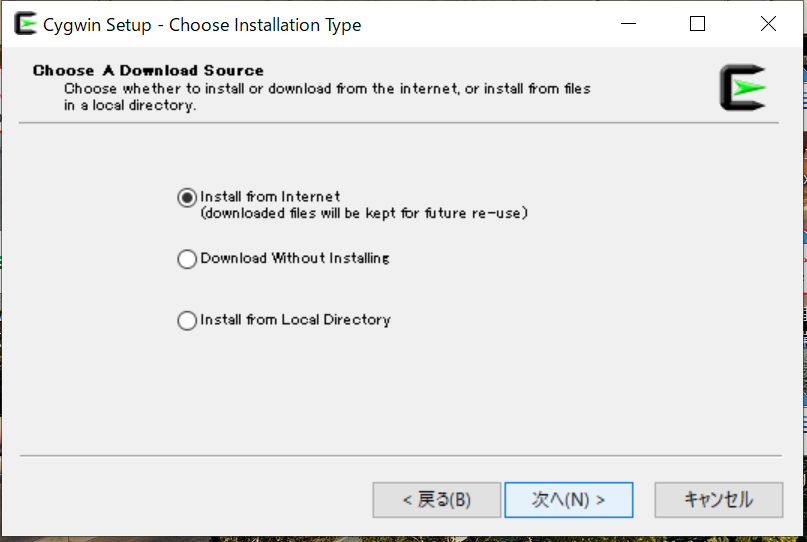 Cygwin Setup - Choose Installation Type
Choose A Download Source
Choose whether to install or download from the internet, or install from files
in a local directory.
Install from Internet
(downloaded files will be kept for future re-use)
Download Without Installing
Install from Local Directory
< 戻る(B)
次へ(N) >
キャンセル